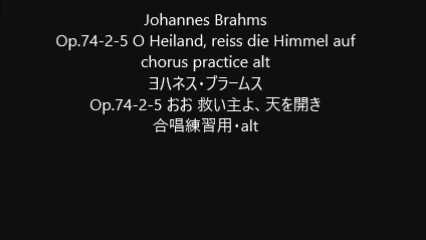 Johannes Brahms
Op.74-2-5 O Heiland, reiss die Himmel auf
chorus practice alt
ヨハネス・ブラームス
Op.74-2-5 おお 救い主よ、天を開き
合唱練習用・alt